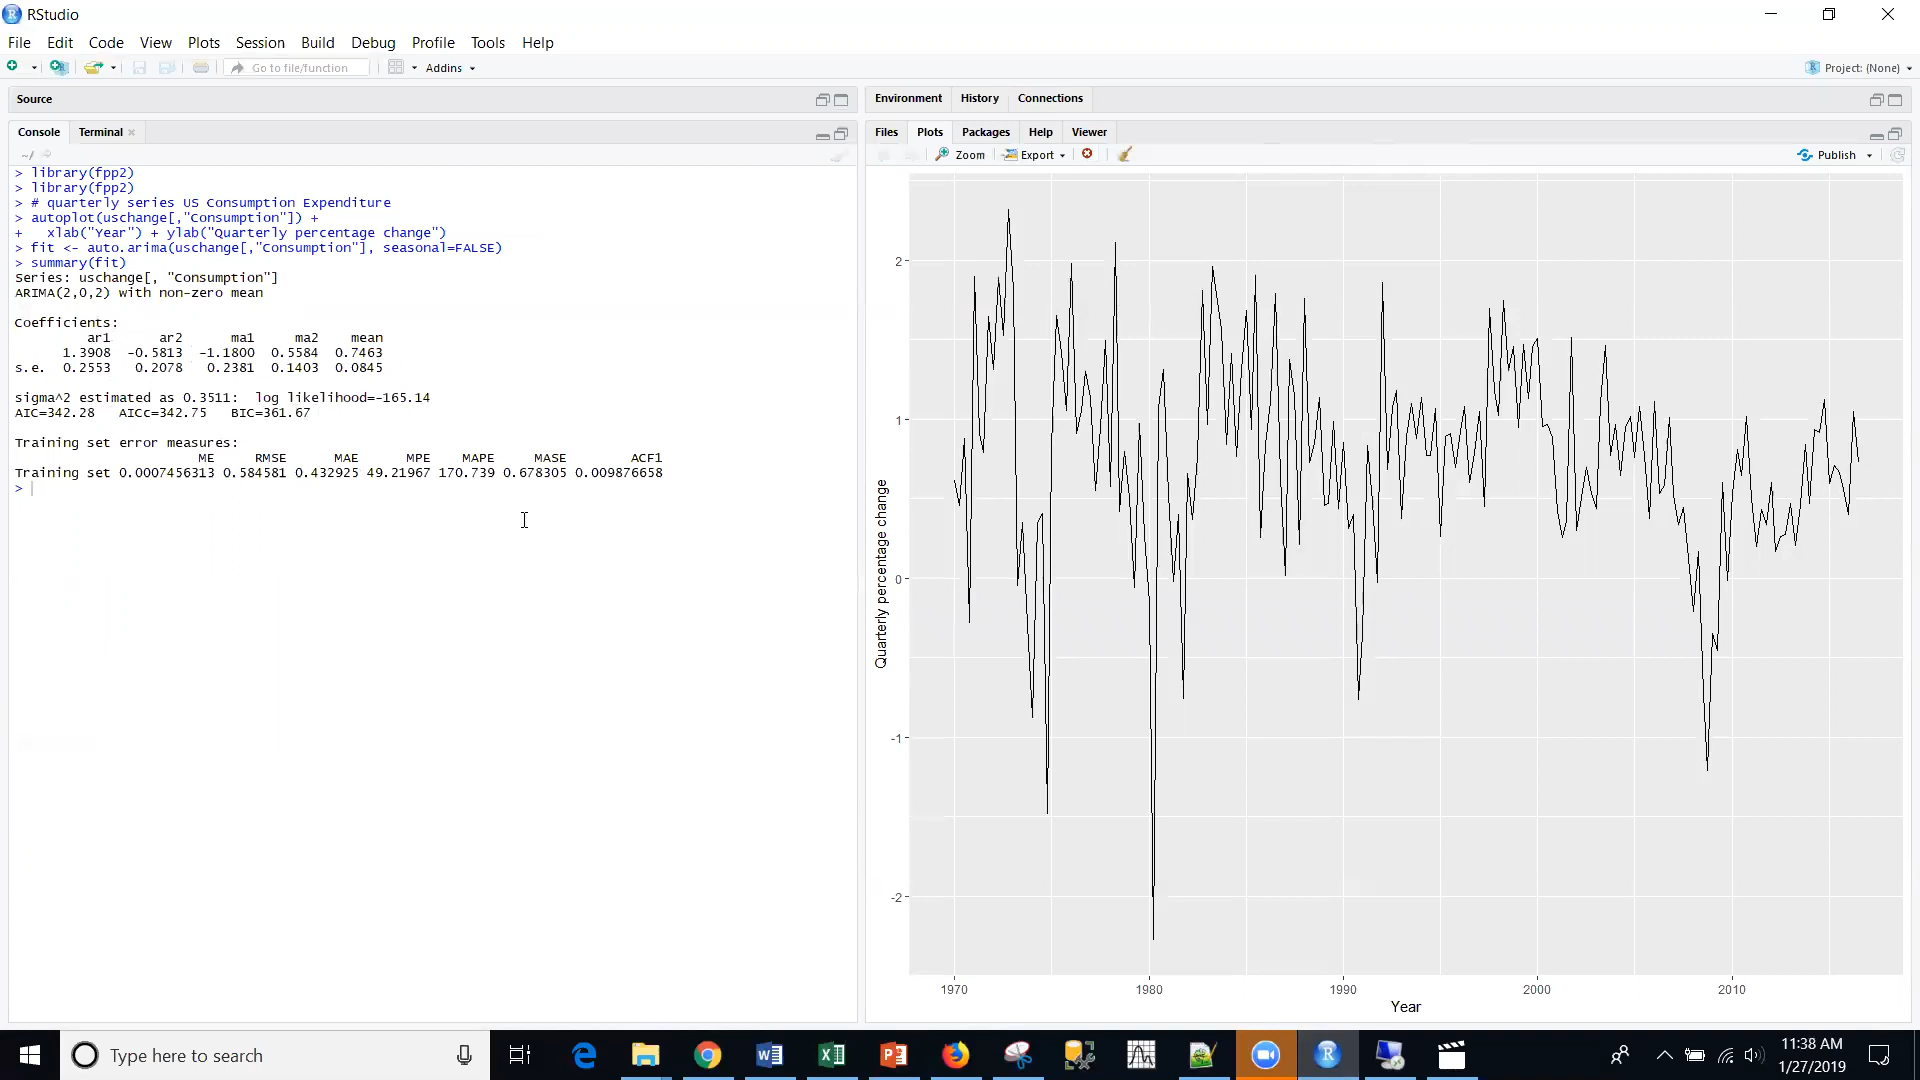 RStudio
File Edit Code View Plots Session Build Debug Profile Tools Help
Go to file/function Addins Project: (None)
Source
Environment History Connections
Console Terminal
Files Plots Packages Help Viewer
~/
Zoom Export Publish
> library(fpp2)
> library(fpp2)
> # quarterly series US Consumption Expenditure
> autoplot(uschange[,"Consumption"]) +
+   xlab("Year") + ylab("Quarterly percentage change")
> fit <- auto.arima(uschange[,"Consumption"], seasonal=FALSE)
> summary(fit)
Series: uschange[, "Consumption"]
ARIMA(2,0,2) with non-zero mean
Coefficients:
ar1 ar2 ma1 ma2 mean
1.3908 -0.5813 -1.1800 0.5584 0.7463
s.e. 0.2553 0.2078 0.2381 0.1403 0.0845
sigma^2 estimated as 0.3511: log likelihood=-165.14
AIC=342.28 AICc=342.75 BIC=361.67
Training set error measures:
ME RMSE MAE MPE MAPE MASE ACF1
Training set 0.0007456313 0.584581 0.432925 49.21967 170.739 0.678305 0.009876658
>
Quarterly percentage change
2
1
0
-1
-2
1970 1980 1990 2000 2010
Year
Type here to search
11:38 AM
1/27/2019